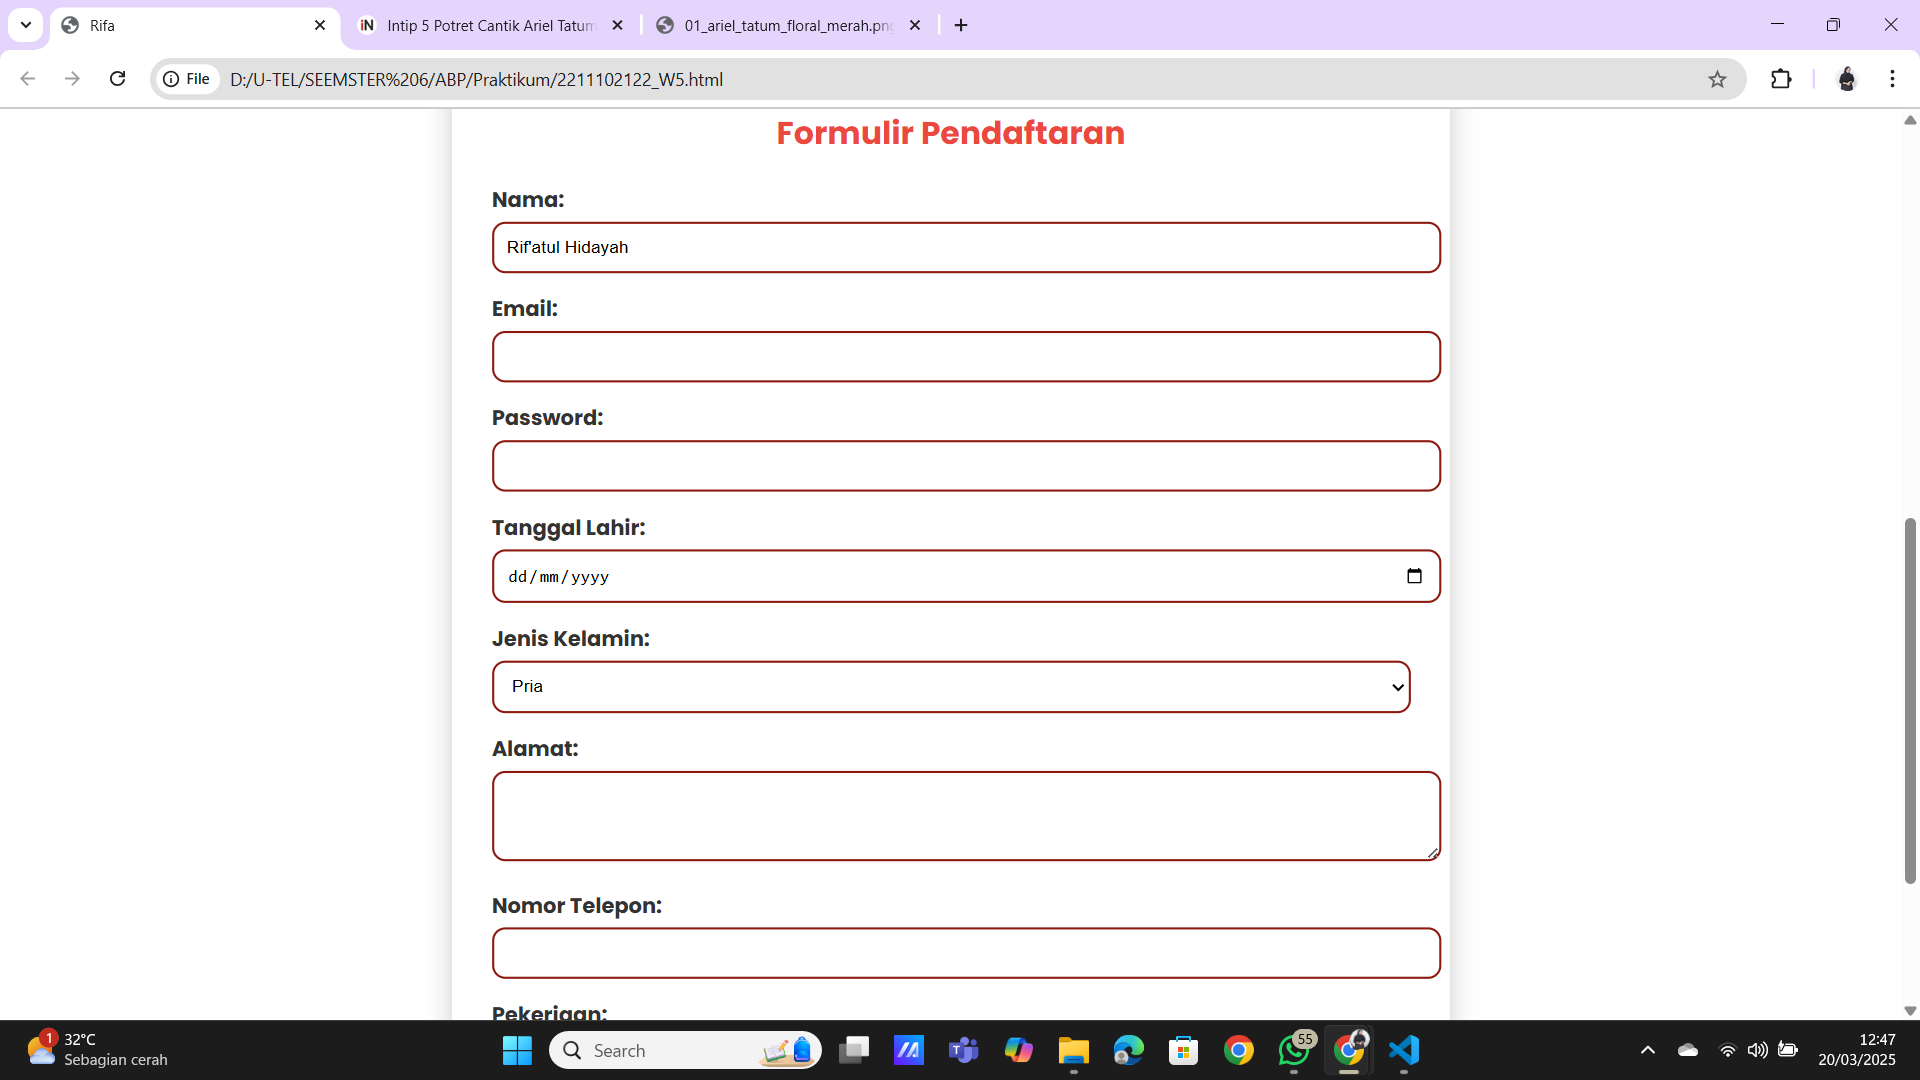 Rifa
iN Intip 5 Potret Cantik Ariel Tatum
01_ariel_tatum_floral_merah.png
File
D:/U-TEL/SEEMSTER%206/ABP/Praktikum/2211102122_W5.html
Formulir Pendaftaran
Nama:
Rif'atul Hidayah
Email:
Password:
Tanggal Lahir:
dd/mm/yyyy
Jenis Kelamin:
Pria
Alamat:
Nomor Telepon:
Pekerjaan:
1
32°C
Sebagian cerah
Search
55
12:47
20/03/2025